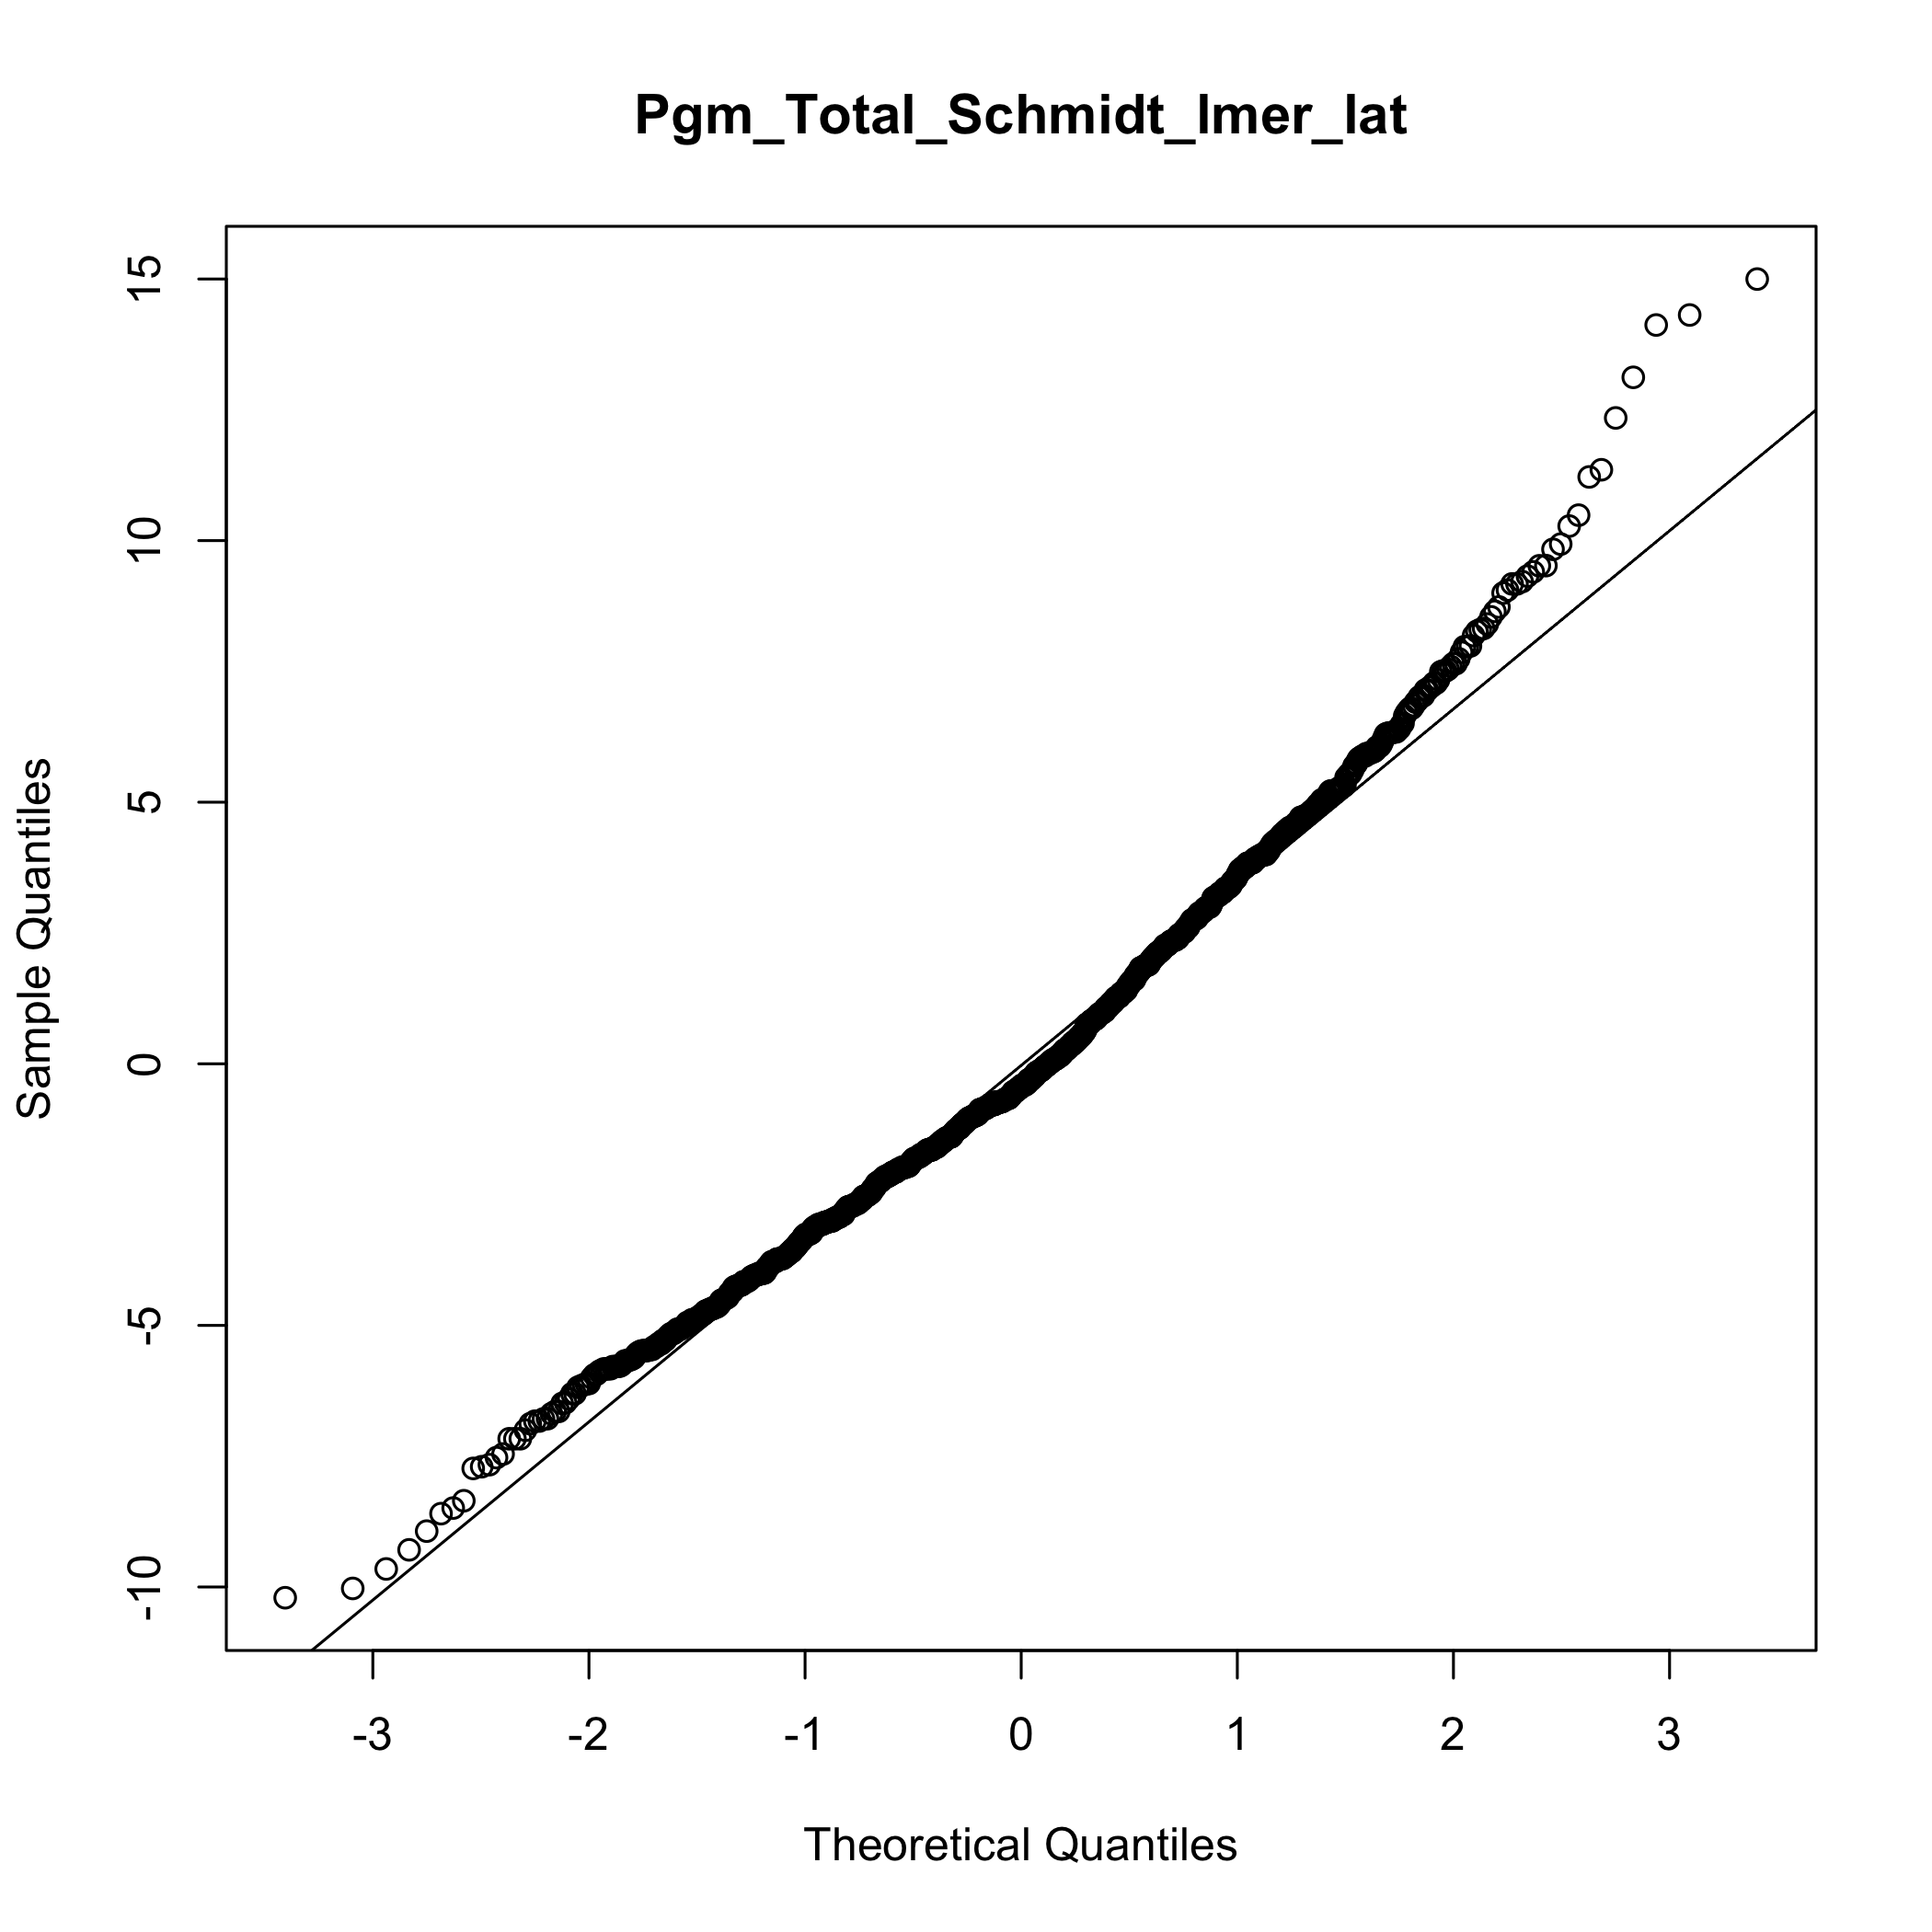 Pgm_Total_Schmidt_lmer_lat
15
10
5
0
-5
-10
Sample Quantiles
-3 -2 -1 0 1 2 3
Theoretical Quantiles